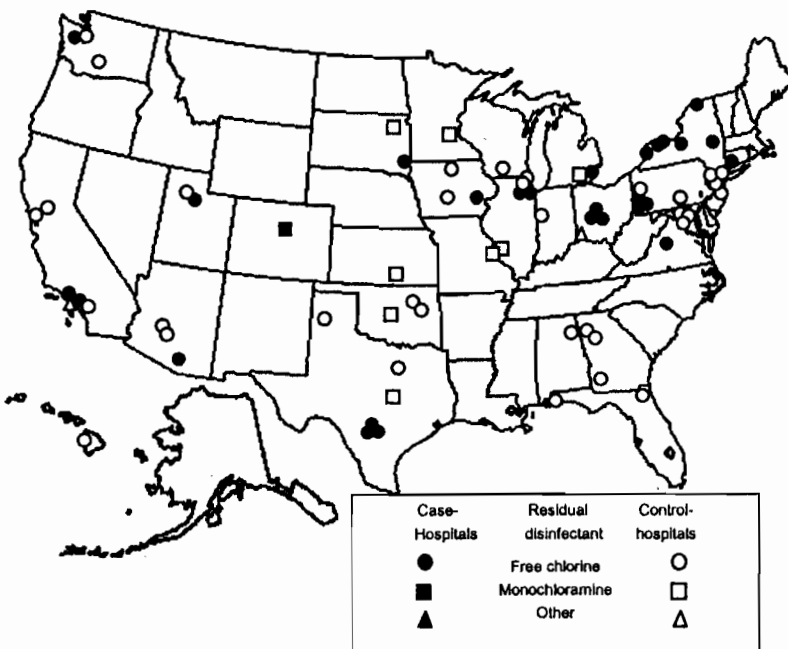 Case- Residual Control-
Hospitals disinfectant hospitals
Free chlorine
Monochloramine
Other